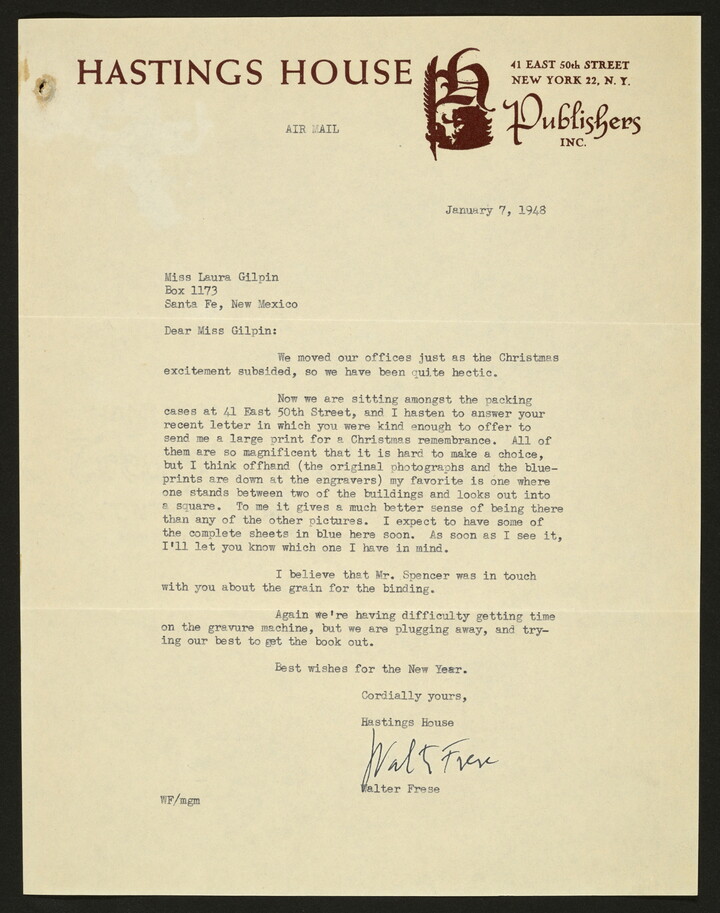 HASTINGS HOUSE
H
41 EAST 50th STREET
NEW YORK 22, N. Y.
Publishers
INC.
AIR MAIL
January 7, 1948
Miss Laura Gilpin
Box 1173
Santa Fe, New Mexico
Dear Miss Gilpin:
We moved our offices just as the Christmas
excitement subsided, so we have been quite hectic.
Now we are sitting amongst the packing
cases at 41 East 50th Street, and I hasten to answer your
recent letter in which you were kind enough to offer to
send me a large print for a Christmas remembrance. All of
them are so magnificent that it is hard to make a choice,
but I think offhand (the original photographs and the blue-
prints are down at the engravers) my favorite is one where
one stands between two of the buildings and looks out into
a square. To me it gives a much better sense of being there
than any of the other pictures. I expect to have some of
the complete sheets in blue here soon. As soon as I see it,
I'll let you know which one I have in mind.
I believe that Mr. Spencer was in touch
with you about the grain for the binding.
Again we're having difficulty getting time
on the gravure machine, but we are plugging away, and try-
ing our best to get the book out.
Best wishes for the New Year.
Cordially yours,
Hastings House
Walter Frese
Walter Frese
WF/mgm